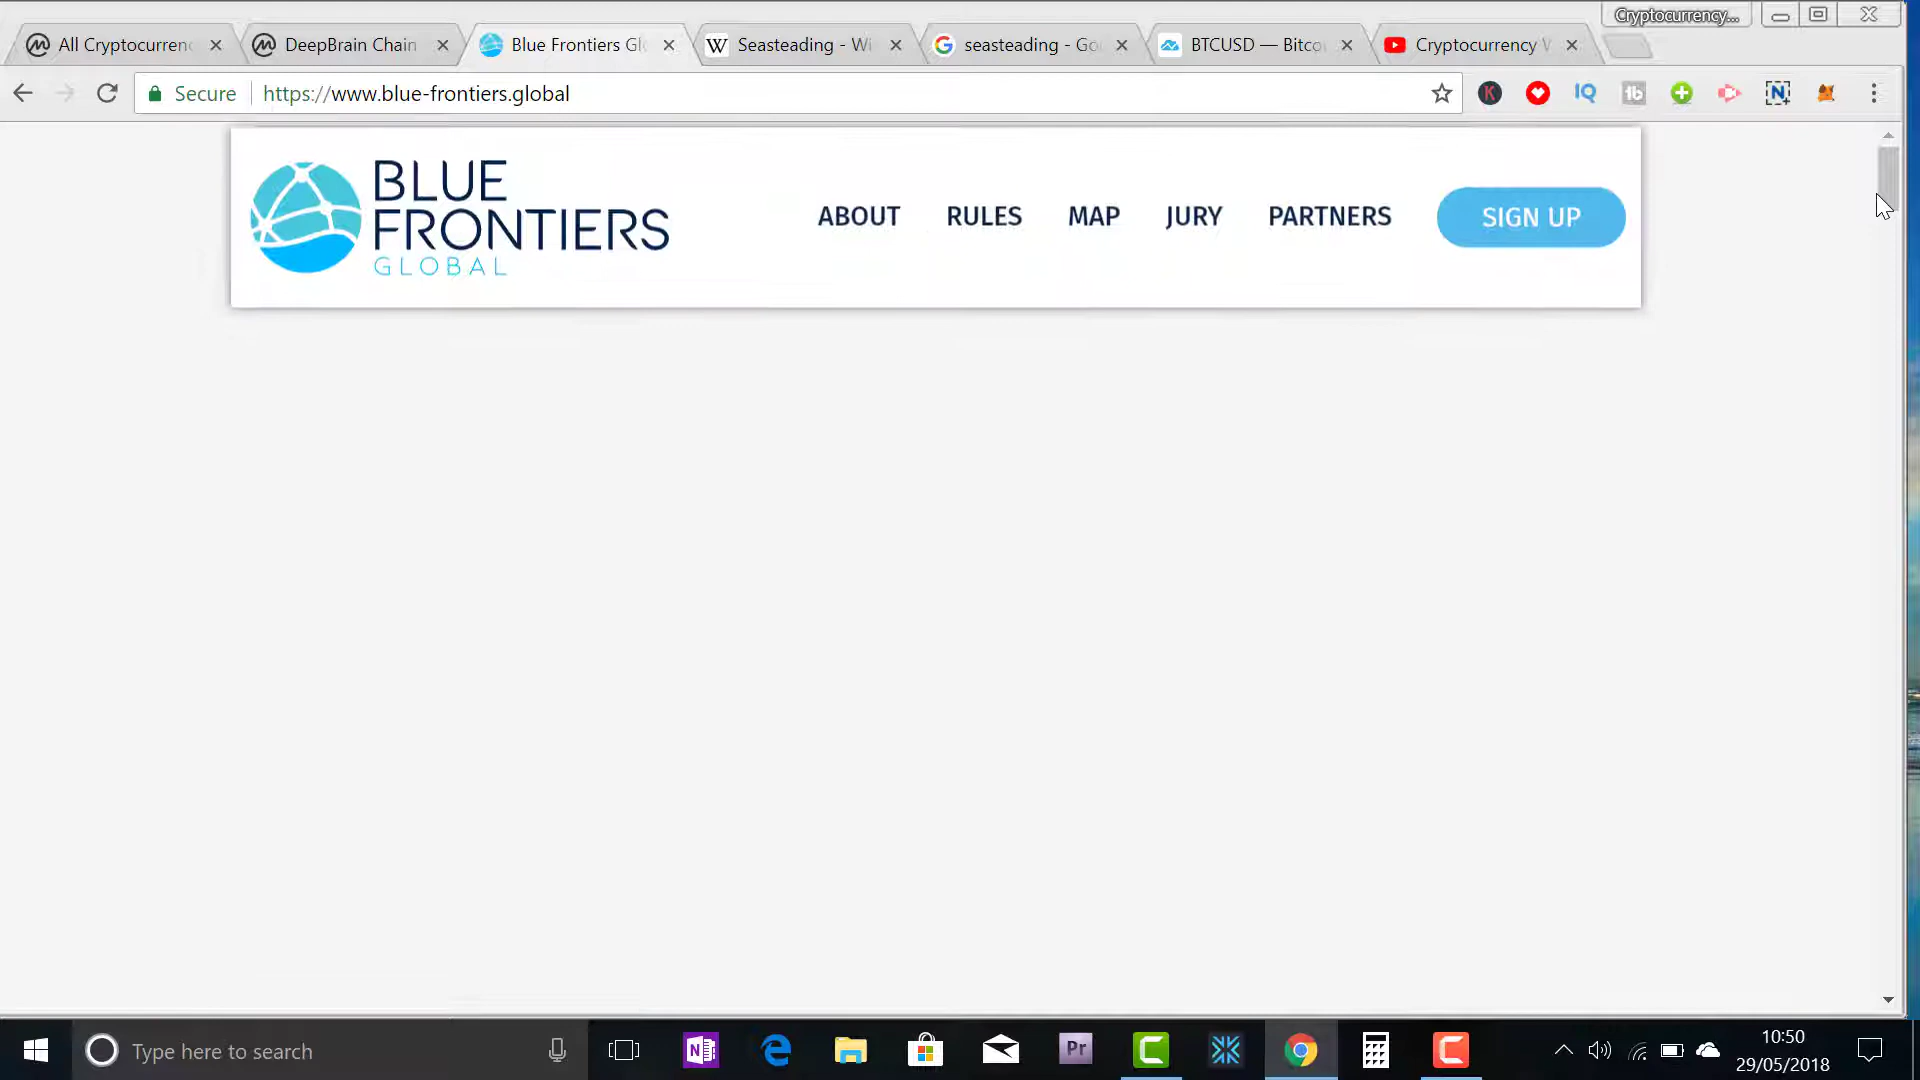 Cryptocurrency...
All Cryptocurren
DeepBrain Chain
Blue Frontiers Gl
Seasteading - Wi
seasteading - Go
BTCUSD — Bitco
Cryptocurrency V
Secure
https://www.blue-frontiers.global
BLUE
FRONTIERS
GLOBAL
ABOUT
RULES
MAP
JURY
PARTNERS
SIGN UP
Type here to search
10:50
29/05/2018